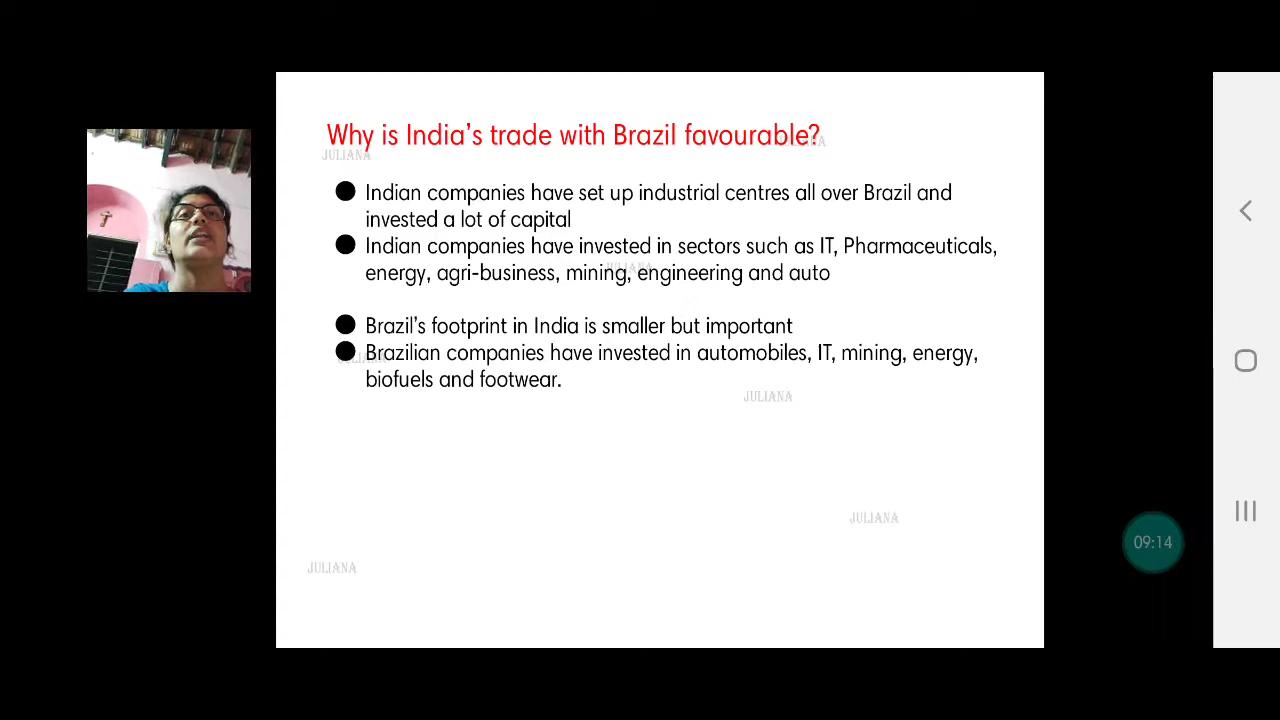 Why is India's trade with Brazil favourable?
JULIANA
Indian companies have set up industrial centres all over Brazil and
invested a lot of capital
Indian companies have invested in sectors such as IT, Pharmaceuticals,
JULIANA
energy, agri-business, mining, engineering and auto
Brazil's footprint in India is smaller but important
Brazilian companies have invested in automobiles, IT, mining, energy,
JULIANA
biofuels and footwear.
JULIANA
JULIANA
09:14
JULIANA